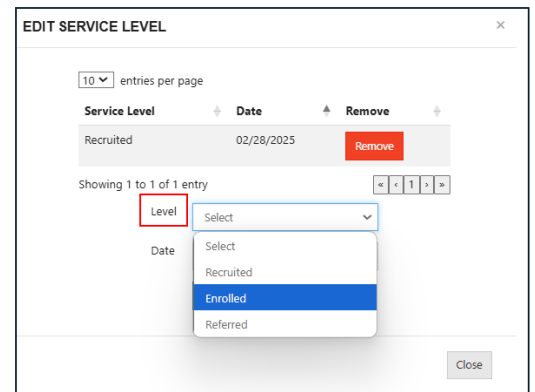 EDIT SERVICE LEVEL ×
10 entries per page
Service Level Date Remove
Recruited 02/28/2025 Remove
Showing 1 to 1 of 1 entry « ‹ 1 › »
Level Select
Date
Select
Recruited
Enrolled
Referred
Close